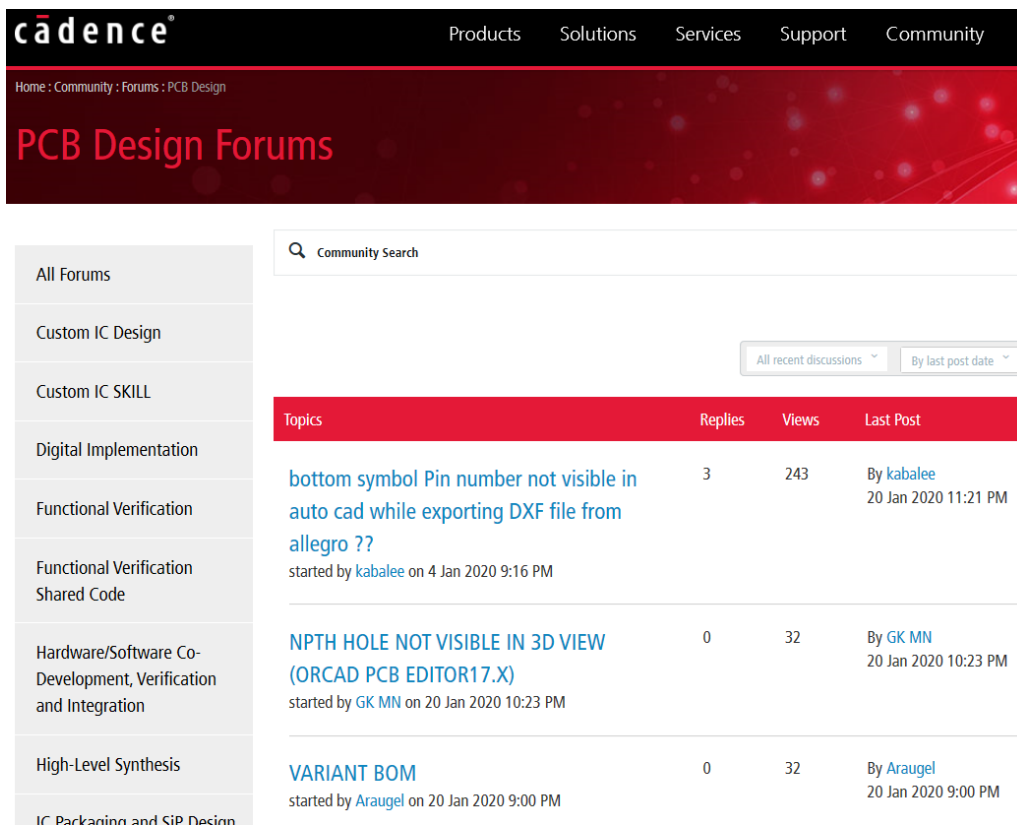 cādence®
Products Solutions Services Support Community
Home : Community : Forums : PCB Design
PCB Design Forums
All Forums
Custom IC Design
Custom IC SKILL
Digital Implementation
Functional Verification
Functional Verification
Shared Code
Hardware/Software Co-
Development, Verification
and Integration
High-Level Synthesis
IC Packaging and SiP Design
Community Search
All recent discussions By last post date
Topics Replies Views Last Post
bottom symbol Pin number not visible in
auto cad while exporting DXF file from
allegro ??
started by kabalee on 4 Jan 2020 9:16 PM
3 243 By kabalee
20 Jan 2020 11:21 PM
NPTH HOLE NOT VISIBLE IN 3D VIEW
(ORCAD PCB EDITOR17.X)
started by GK MN on 20 Jan 2020 10:23 PM
0 32 By GK MN
20 Jan 2020 10:23 PM
VARIANT BOM
started by Araugel on 20 Jan 2020 9:00 PM
0 32 By Araugel
20 Jan 2020 9:00 PM